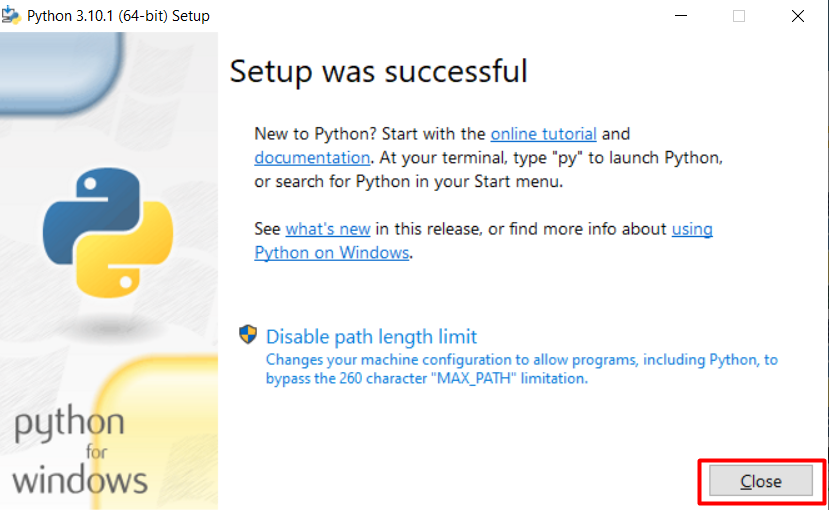 Python 3.10.1 (64-bit) Setup
Setup was successful
New to Python? Start with the online tutorial and
documentation. At your terminal, type "py" to launch Python,
or search for Python in your Start menu.
See what's new in this release, or find more info about using
Python on Windows.
Disable path length limit
Changes your machine configuration to allow programs, including Python, to
bypass the 260 character "MAX_PATH" limitation.
python
for
windows
Close